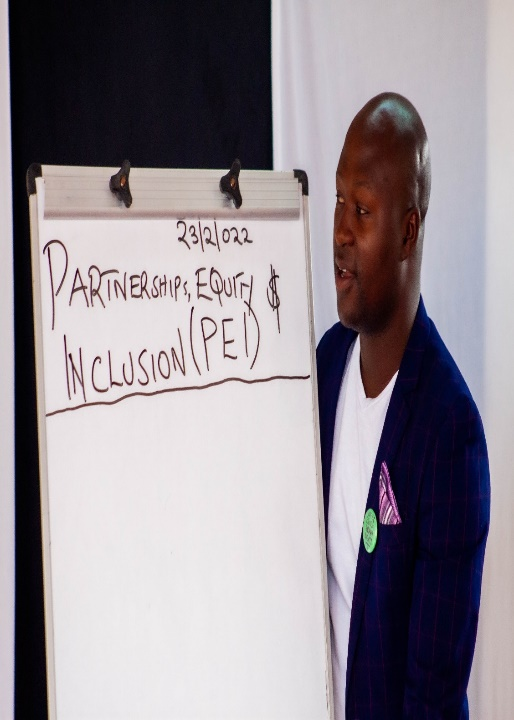 23/2/022
PARTNERSHIPS, EQUITY $
INCLUSION (PEI)